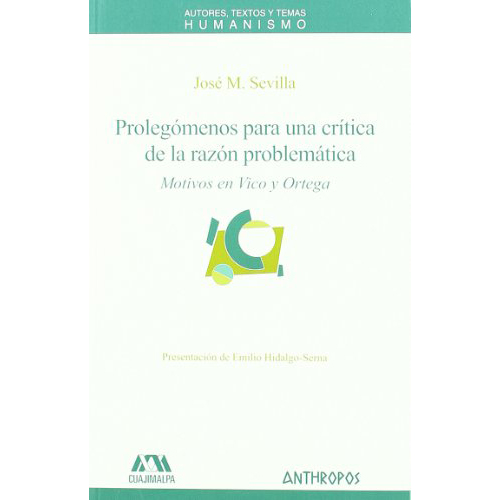 AUTORES, TEXTOS Y TEMAS
HUMANISMO
José M. Sevilla
Prolegómenos para una crítica
de la razón problemática
Motivos en Vico y Ortega
Presentación de Emilio Hidalgo-Serna
CUAJIMALPA
ANTHROPOS